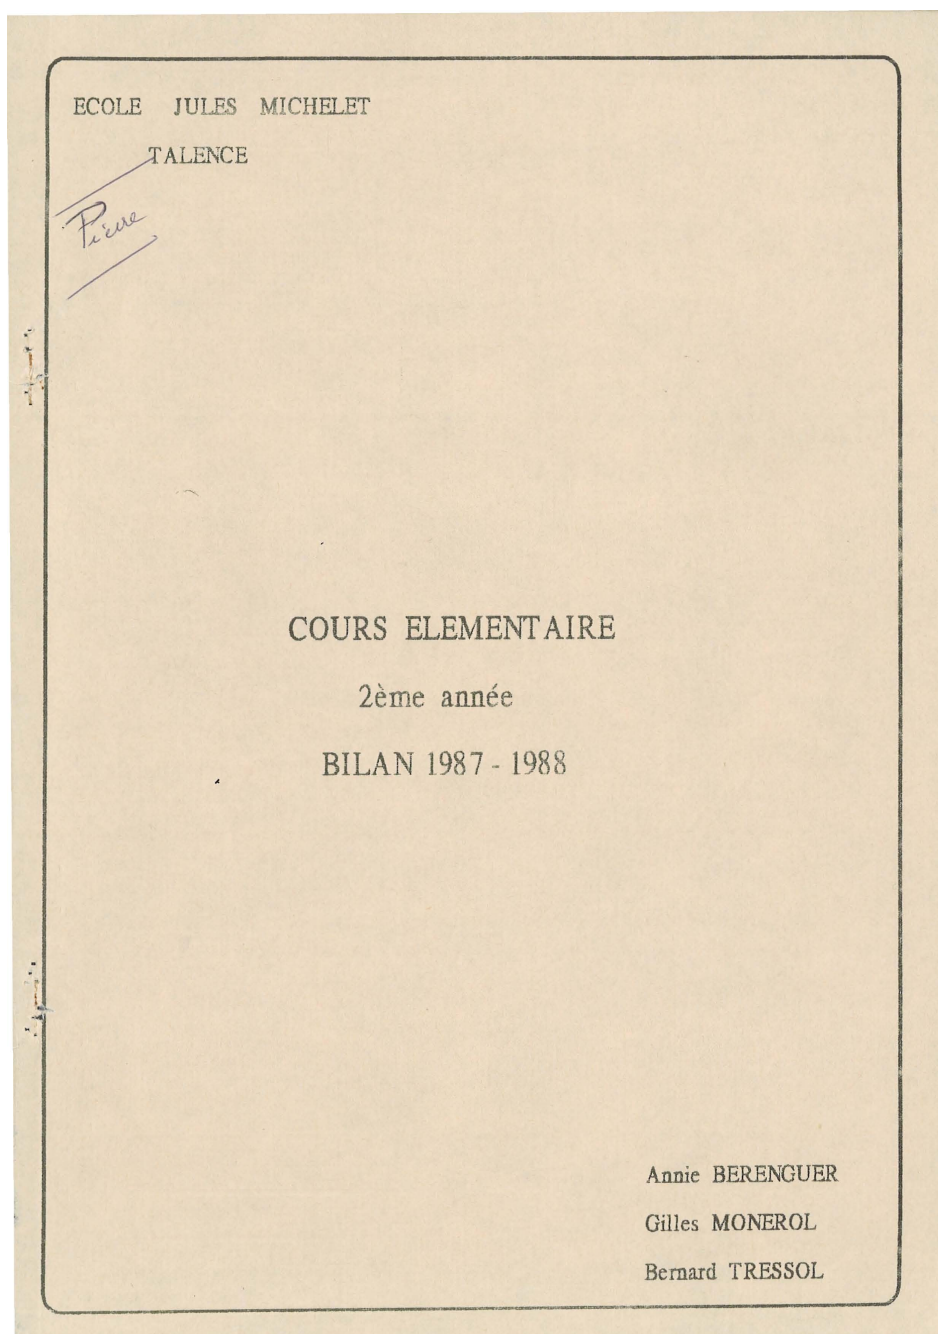 ECOLE JULES MICHELET
TALENCE
Pierre
COURS ELEMENTAIRE
2ème année
BILAN 1987 - 1988
Annie BERENGUER
Gilles MONEROL
Bernard TRESSOL